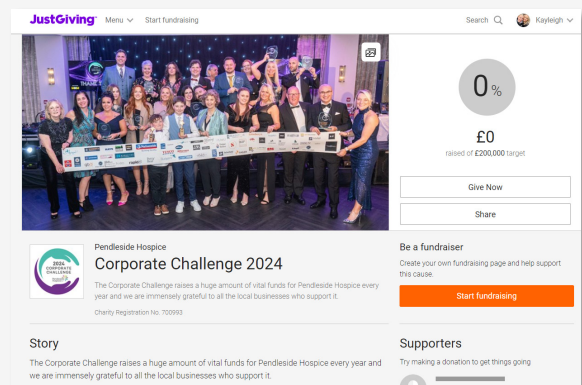 JustGiving™ Menu Start fundraising Search Kayleigh
0%
£0
raised of £200,000 target
Give Now
Share
Pendleside Hospice
Corporate Challenge 2024
The Corporate Challenge raises a huge amount of vital funds for Pendleside Hospice every
year and we are immensely grateful to all the local businesses who support it.
Charity Registration No. 700993
2024
CORPORATE
CHALLENGE
Be a fundraiser
Create your own fundraising page and help support
this cause.
Start fundraising
Story
The Corporate Challenge raises a huge amount of vital funds for Pendleside Hospice every year and
we are immensely grateful to all the local businesses who support it.
Supporters
Try making a donation to get things going